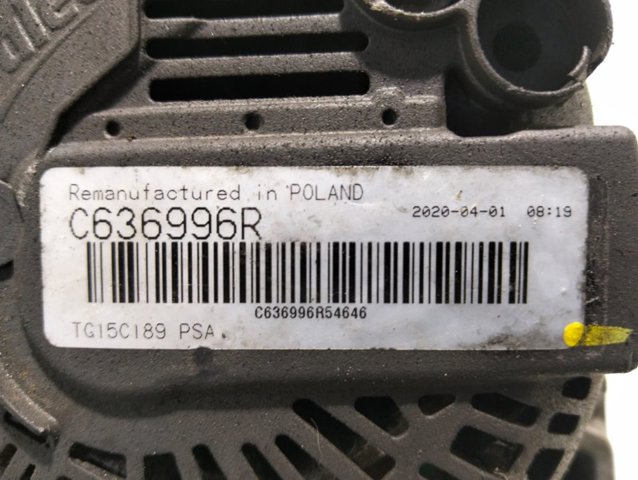 Remanufactured in POLAND
C636996R 2020-04-01 08:19
C636996R54646
TG15C189 PSA